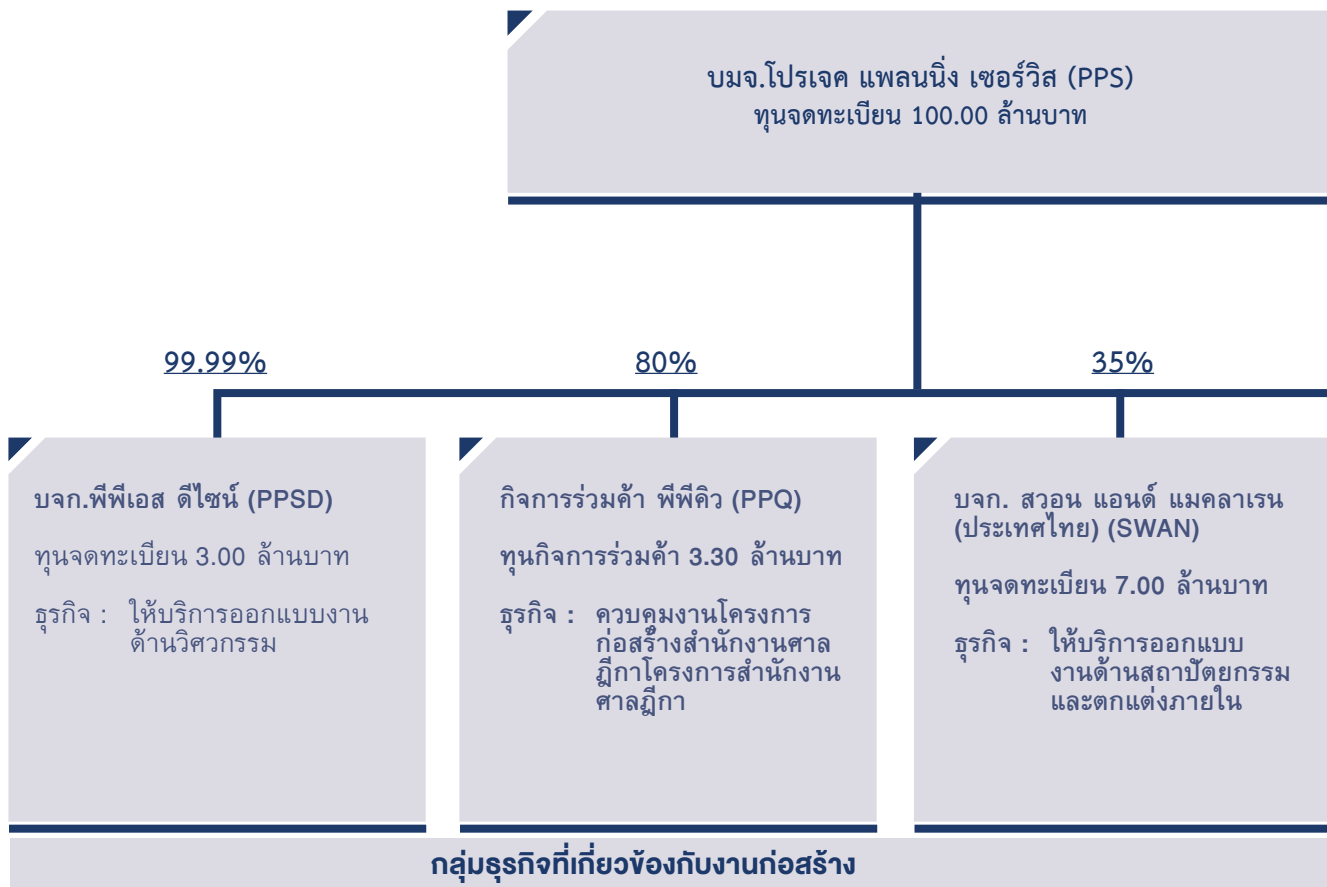 บมจ.โปรเจค แพลนนิ่ง เซอร์วิส (PPS)
ทุนจดทะเบียน 100.00 ล้านบาท
99.99%
80%
35%
บจก.พีพีเอส ดีไซน์ (PPSD)
ทุนจดทะเบียน 3.00 ล้านบาท
ธุรกิจ : ให้บริการออกแบบงาน
ด้านวิศวกรรม
กิจการร่วมค้า พีพีคิว (PPQ)
ทุนกิจการร่วมค้า 3.30 ล้านบาท
ธุรกิจ : ควบคุมงานโครงการ
ก่อสร้างสำนักงานศาล
ฎีกาโครงการสำนักงาน
ศาลฎีกา
บจก. สวอน แอนด์ แมคลาเรน
(ประเทศไทย) (SWAN)
ทุนจดทะเบียน 7.00 ล้านบาท
ธุรกิจ : ให้บริการออกแบบ
งานด้านสถาปัตยกรรม
และตกแต่งภายใน
กลุ่มธุรกิจที่เกี่ยวข้องกับงานก่อสร้าง